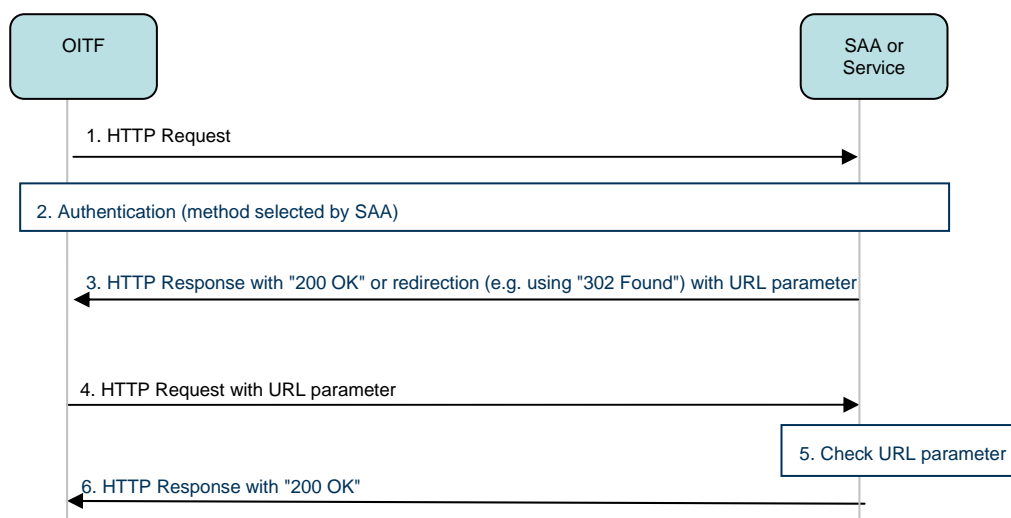 OITF
SAA or
Service
1. HTTP Request
2. Authentication (method selected by SAA)
3. HTTP Response with "200 OK" or redirection (e.g. using "302 Found") with URL parameter
4. HTTP Request with URL parameter
5. Check URL parameter
6. HTTP Response with "200 OK"